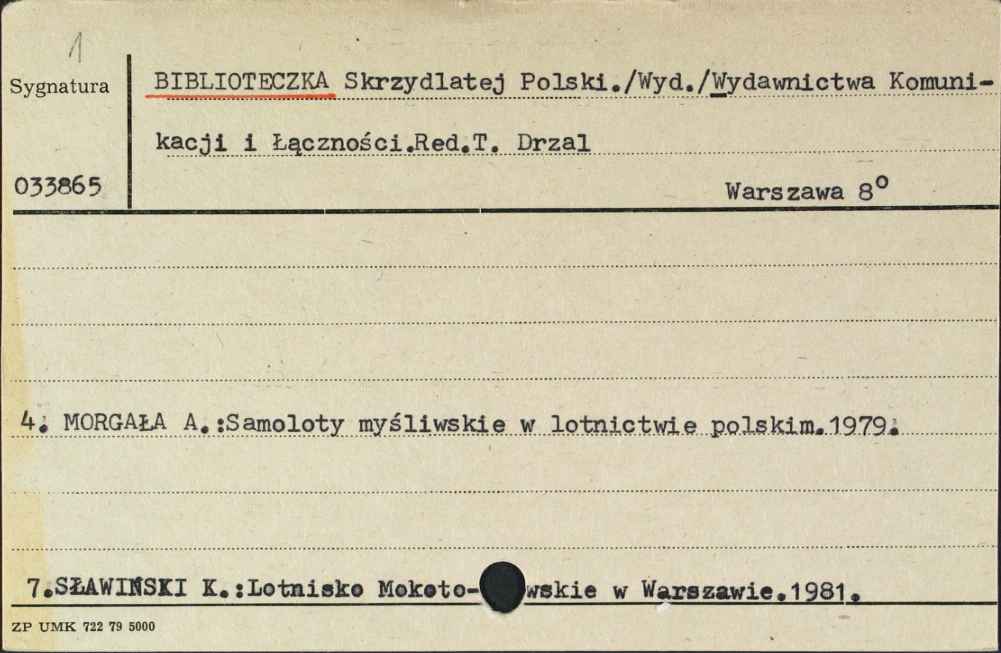 1
Sygnatura
BIBLIOTECZKA Skrzydlatej Polski./Wyd./Wydawnictwa Komuni-
kacji i Łączności.Red.T. Drzal
033865
Warszawa 8°
4. MORGAŁA A.:Samoloty myśliwskie w lotnictwie polskim.1979.
7.SŁAWIŃSKI K.:Lotnisko Mokoto-wskie w Warszawie.1981.
ZP UMK 722 79 5000